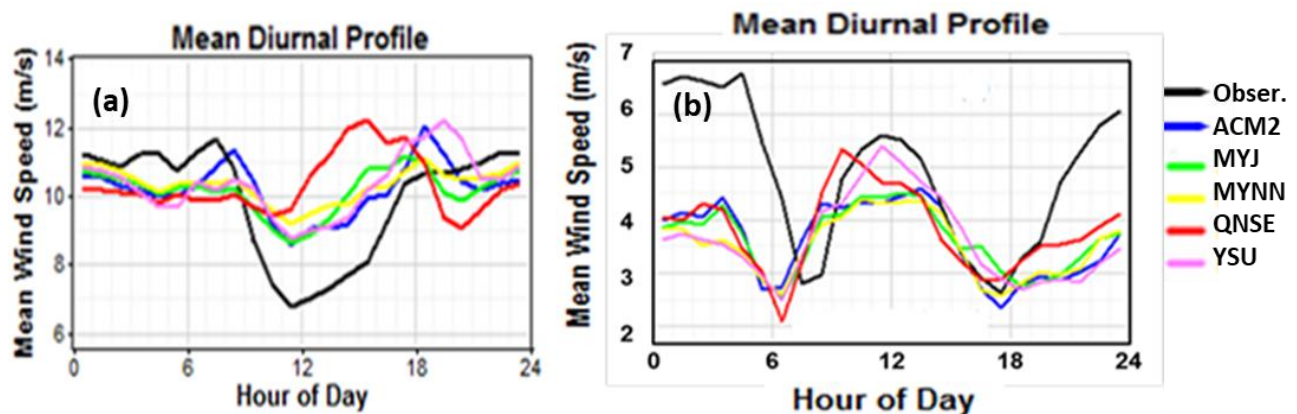 Mean Diurnal Profile
Mean Wind Speed (m/s)
14
12
10
8
6
(a)
0 6 12 18 24
Hour of Day
Mean Diurnal Profile
Mean Wind Speed (m/s)
7
6
5
4
3
2
(b)
0 6 12 18 24
Hour of Day
Obser.
ACM2
MYJ
MYNN
QNSE
YSU